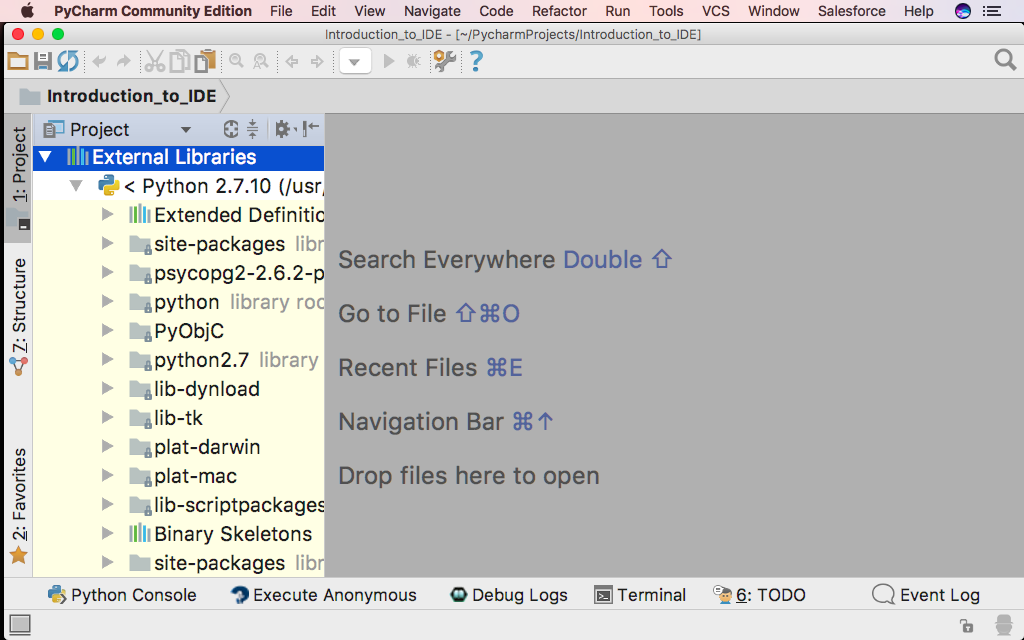 PyCharm Community Edition File Edit View Navigate Code Refactor Run Tools VCS Window Salesforce Help
Introduction_to_IDE - [~/PycharmProjects/Introduction_to_IDE]
Introduction_to_IDE
1: Project
Z: Structure
2: Favorites
Project
External Libraries
< Python 2.7.10 (/usr/
Extended Definitio
site-packages libr
psycopg2-2.6.2-p
python library roo
PyObjC
python2.7 library
lib-dynload
lib-tk
plat-darwin
plat-mac
lib-scriptpackages
Binary Skeletons
site-packages libr
Search Everywhere Double ⇧
Go to File ⇧⌘O
Recent Files ⌘E
Navigation Bar ⌘↑
Drop files here to open
Python Console Execute Anonymous Debug Logs Terminal 6: TODO Event Log